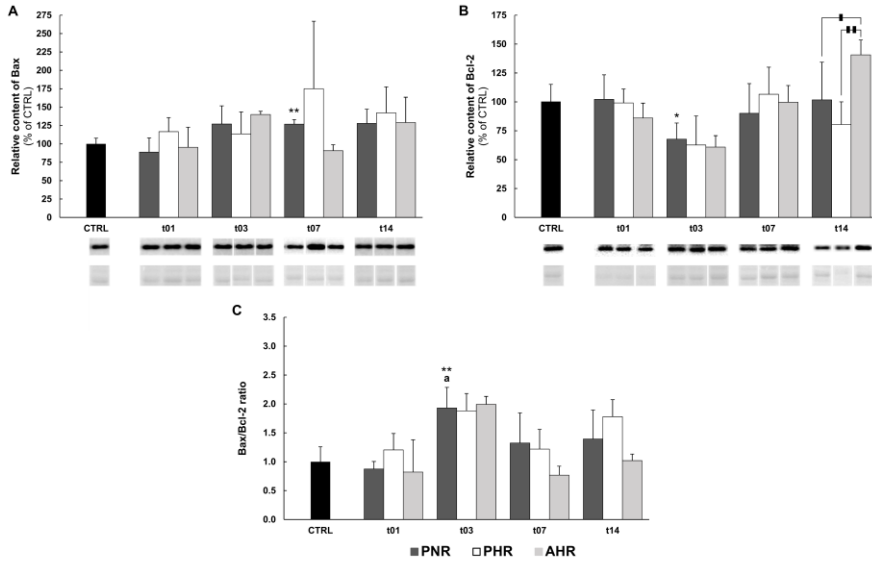 A
Relative content of Bax
(% of CTRL)
275
250
225
200
175
150
125
100
75
50
25
0
**
CTRL
t01
t03
t07
t14
B
Relative content of Bcl-2
(% of CTRL)
175
150
125
100
75
50
25
0
*
CTRL
t01
t03
t07
t14
C
Bax/Bcl-2 ratio
3.5
3.0
2.5
2.0
1.5
1.0
0.5
0.0
**
a
CTRL
t01
t03
t07
t14
PNR PHR AHR